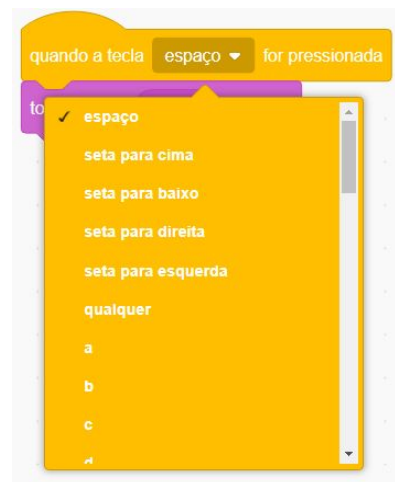 quando a tecla espaço for pressionada
to
✓ espaço
seta para cima
seta para baixo
seta para direita
seta para esquerda
qualquer
a
b
c
d